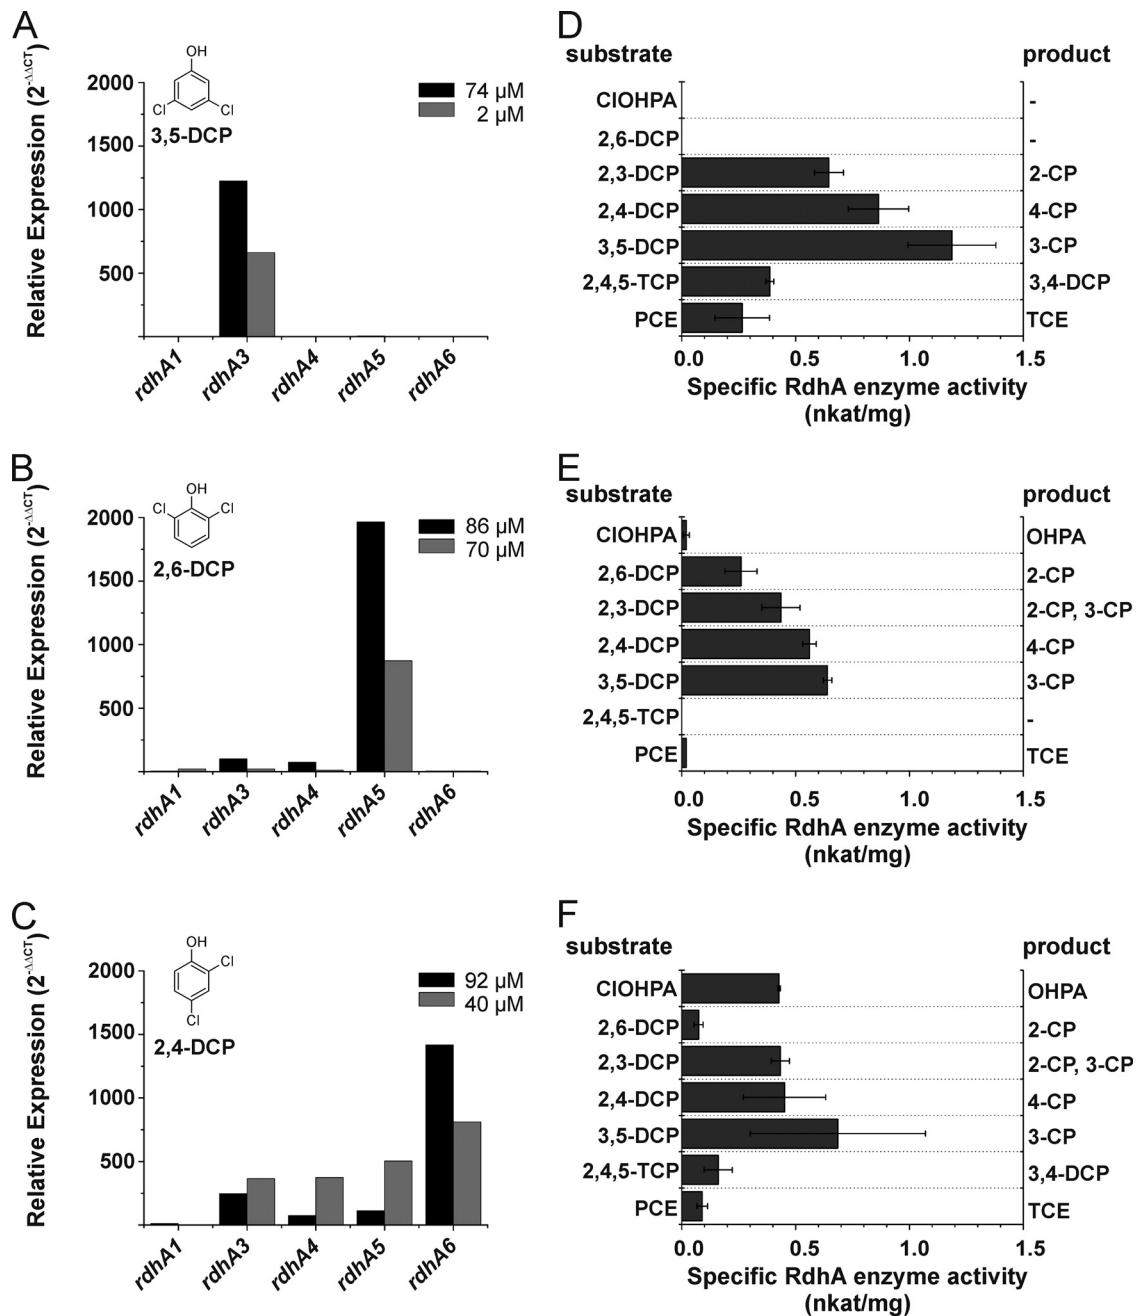 A
Relative Expression (2^-ΔΔCT)
2000
1500
1000
500
OH
Cl Cl
3,5-DCP
74 µM
2 µM
rdhA1 rdhA3 rdhA4 rdhA5 rdhA6
D
substrate product
ClOHPA -
2,6-DCP -
2,3-DCP 2-CP
2,4-DCP 4-CP
3,5-DCP 3-CP
2,4,5-TCP 3,4-DCP
PCE TCE
0.0 0.5 1.0 1.5
Specific RdhA enzyme activity
(nkat/mg)
B
Relative Expression (2^-ΔΔCT)
2000
1500
1000
500
OH
Cl Cl
2,6-DCP
86 µM
70 µM
rdhA1 rdhA3 rdhA4 rdhA5 rdhA6
E
substrate product
ClOHPA OHPA
2,6-DCP 2-CP
2,3-DCP 2-CP, 3-CP
2,4-DCP 4-CP
3,5-DCP 3-CP
2,4,5-TCP -
PCE TCE
0.0 0.5 1.0 1.5
Specific RdhA enzyme activity
(nkat/mg)
C
Relative Expression (2^-ΔΔCT)
2000
1500
1000
500
OH
Cl
Cl
2,4-DCP
92 µM
40 µM
rdhA1 rdhA3 rdhA4 rdhA5 rdhA6
F
substrate product
ClOHPA OHPA
2,6-DCP 2-CP
2,3-DCP 2-CP, 3-CP
2,4-DCP 4-CP
3,5-DCP 3-CP
2,4,5-TCP 3,4-DCP
PCE TCE
0.0 0.5 1.0 1.5
Specific RdhA enzyme activity
(nkat/mg)